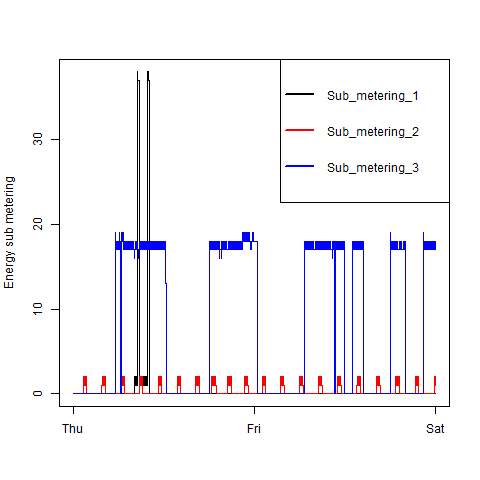 Sub_metering_1
Sub_metering_2
Sub_metering_3
Energy sub metering
30
20
10
0
Thu Fri Sat